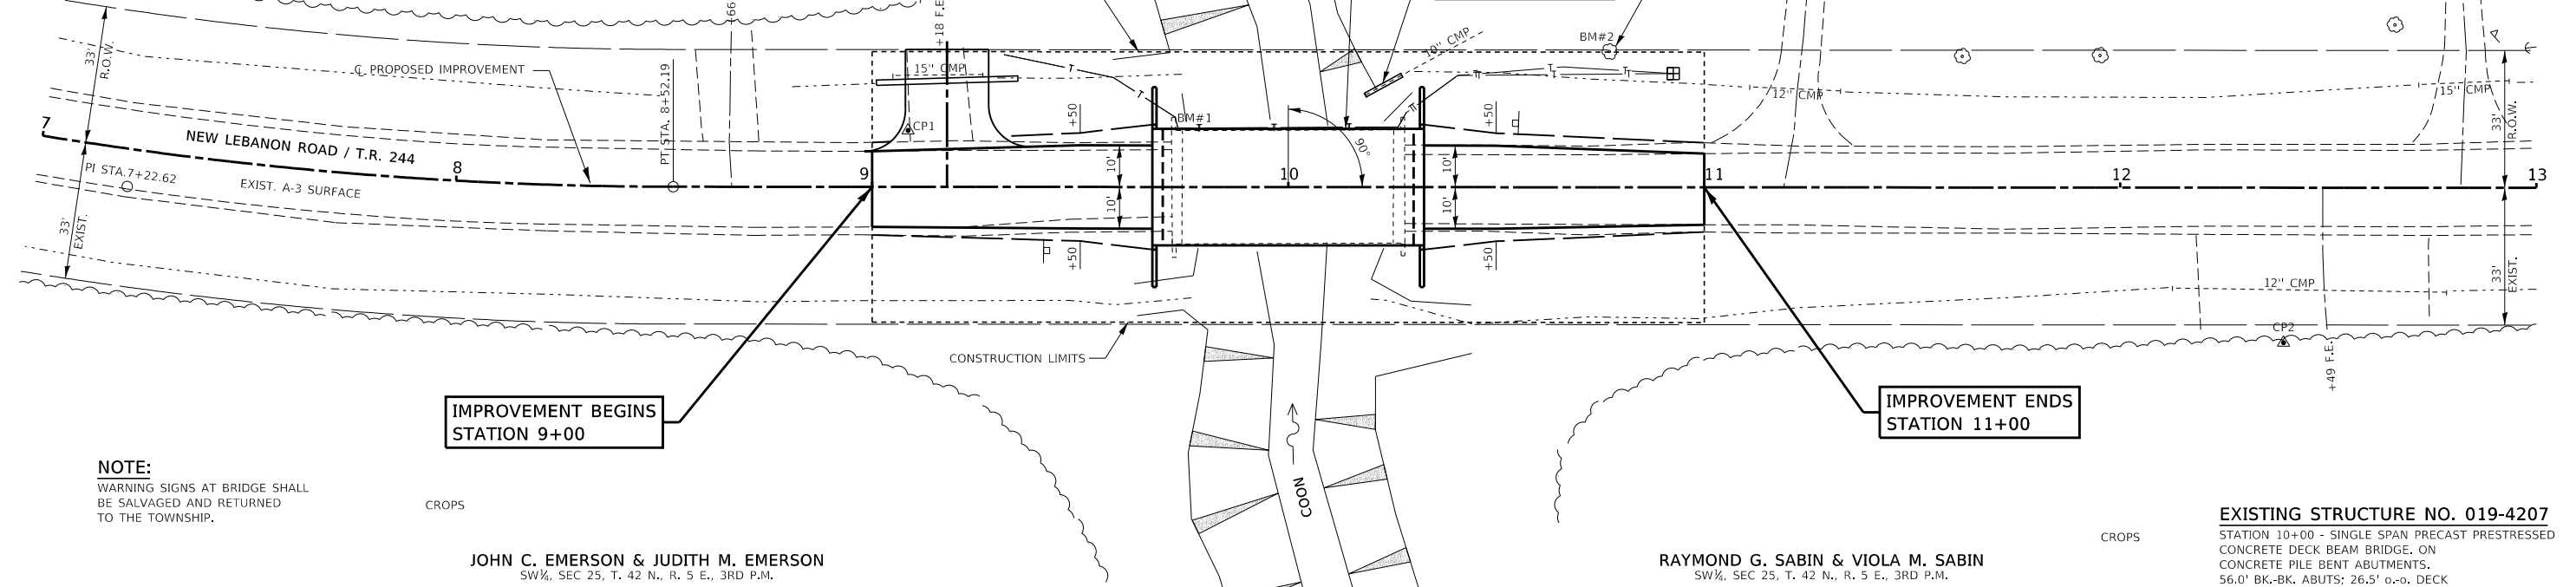 +66
+18 F.E.
33'
R.O.W.
℄ PROPOSED IMPROVEMENT
PT STA. 8+52.19
15" CMP
10" CMP
BM#2
12" CMP
15" CMP
33'
R.O.W.
7
NEW LEBANON ROAD / T.R. 244
8
PI STA.7+22.62
EXIST. A-3 SURFACE
33'
EXIST.
CP1
+50
BM#1
90°
+50
9
10'
10'
10
10'
10'
11
12
13
+50
+50
12" CMP
33'
EXIST.
CP2
+49 F.E.
CONSTRUCTION LIMITS
IMPROVEMENT BEGINS
STATION 9+00
IMPROVEMENT ENDS
STATION 11+00
NOTE:
WARNING SIGNS AT BRIDGE SHALL
BE SALVAGED AND RETURNED
TO THE TOWNSHIP.
CROPS
COON
JOHN C. EMERSON & JUDITH M. EMERSON
SW¼, SEC 25, T. 42 N., R. 5 E., 3RD P.M.
RAYMOND G. SABIN & VIOLA M. SABIN
SW¼, SEC 25, T. 42 N., R. 5 E., 3RD P.M.
CROPS
EXISTING STRUCTURE NO. 019-4207
STATION 10+00 - SINGLE SPAN PRECAST PRESTRESSED
CONCRETE DECK BEAM BRIDGE. ON
CONCRETE PILE BENT ABUTMENTS.
56.0' BK.-BK. ABUTS; 26.5' o.-o. DECK